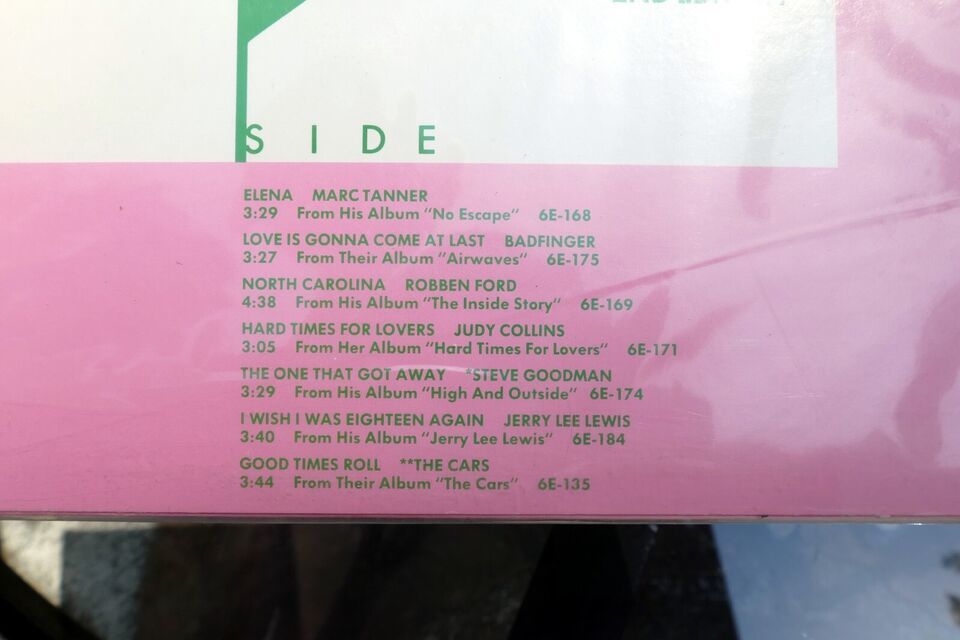 SIDE
ELENA MARC TANNER
3:29 From His Album "No Escape" 6E-168
LOVE IS GONNA COME AT LAST BADFINGER
3:27 From Their Album "Airwaves" 6E-175
NORTH CAROLINA ROBBEN FORD
4:38 From His Album "The Inside Story" 6E-169
HARD TIMES FOR LOVERS JUDY COLLINS
3:05 From Her Album "Hard Times For Lovers" 6E-171
THE ONE THAT GOT AWAY *STEVE GOODMAN
3:29 From His Album "High And Outside" 6E-174
I WISH I WAS EIGHTEEN AGAIN JERRY LEE LEWIS
3:40 From His Album "Jerry Lee Lewis" 6E-184
GOOD TIMES ROLL **THE CARS
3:44 From Their Album "The Cars" 6E-135